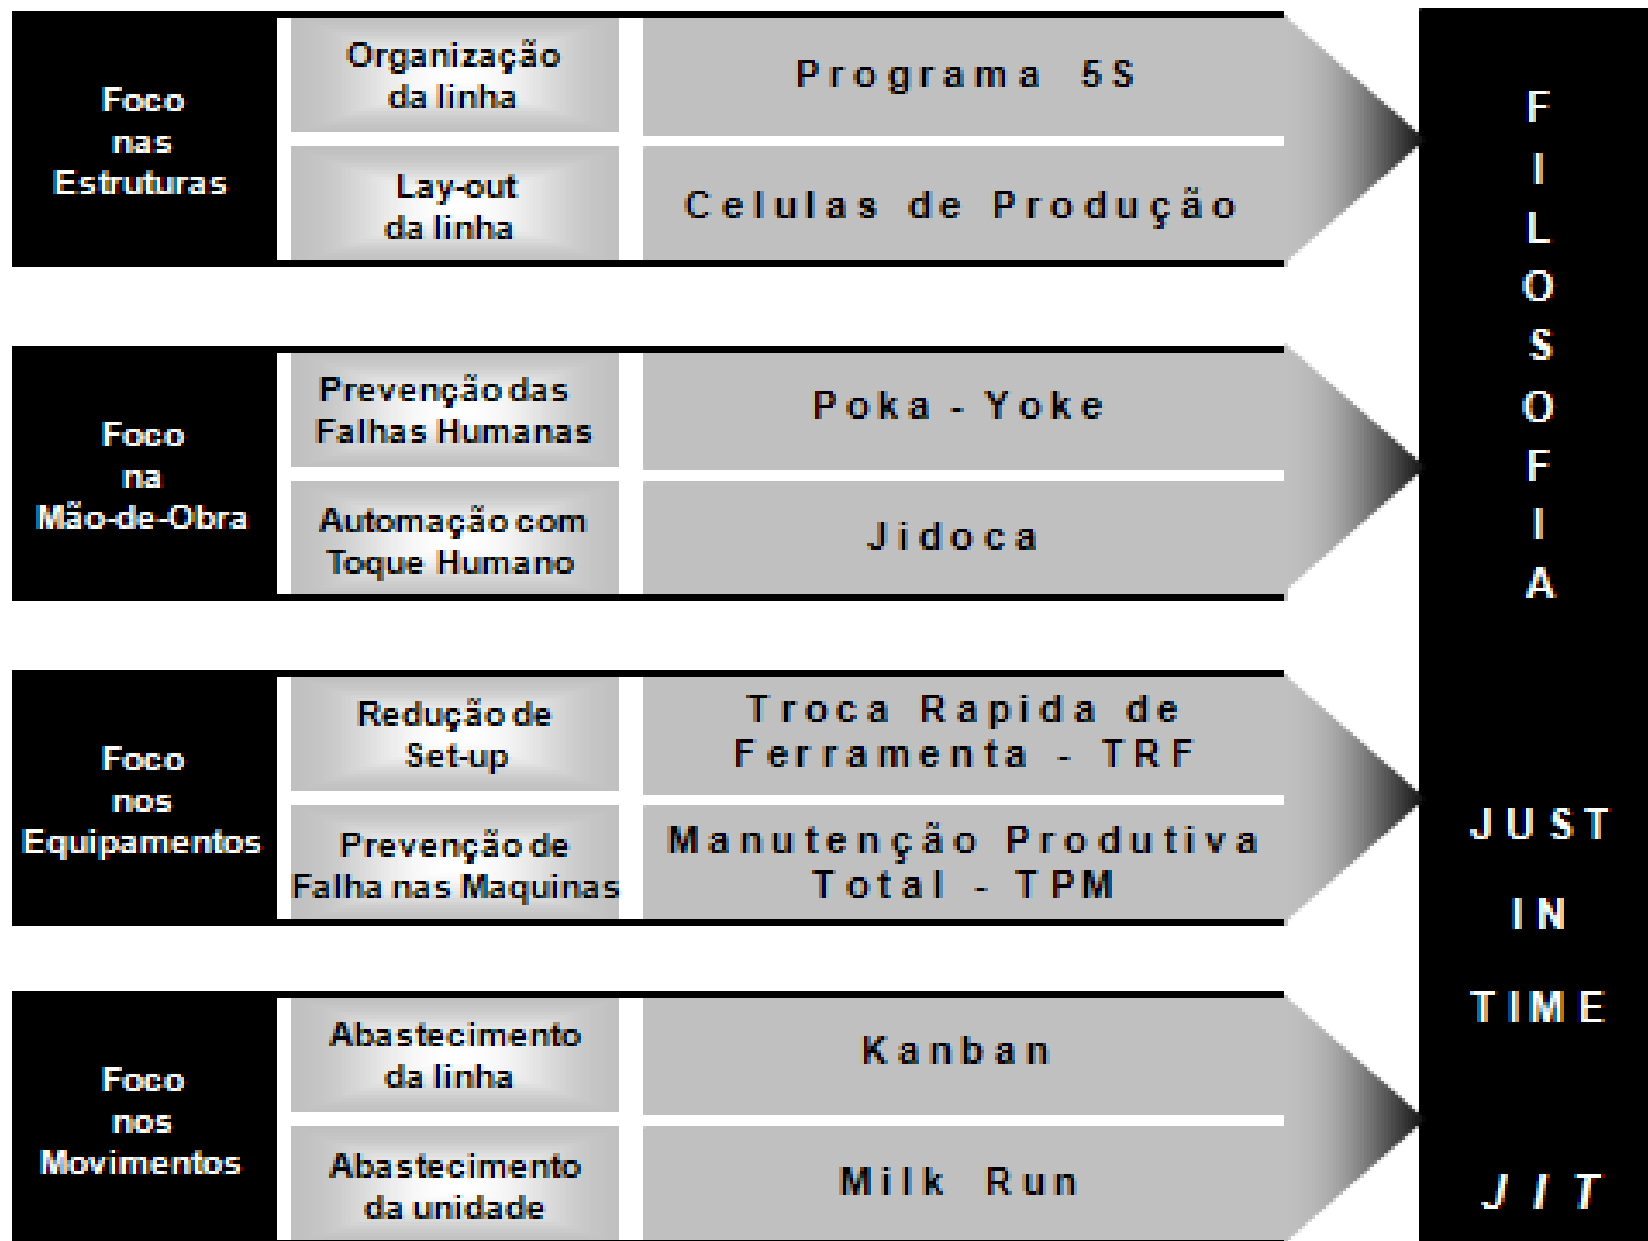 Foco
nas
Estruturas
Organização
da linha
Programa 5S
Lay-out
da linha
Celulas de Produção
Foco
na
Mão-de-Obra
Prevenção das
Falhas Humanas
Poka - Yoke
Automação com
Toque Humano
Jidoca
Foco
nos
Equipamentos
Redução de
Set-up
Troca Rapida de
Ferramenta - TRF
Prevenção de
Falha nas Maquinas
Manutenção Produtiva
Total - TPM
Foco
nos
Movimentos
Abastecimento
da linha
Kanban
Abastecimento
da unidade
Milk Run
FILOSOFIA
JUST
IN
TIME
JIT